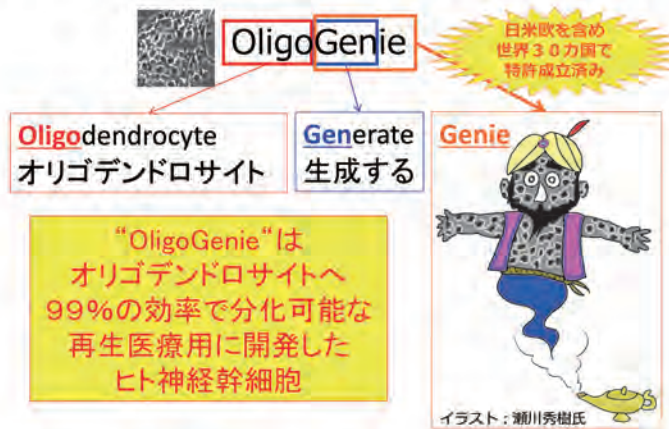 OligoGenie
日米欧を含め
世界３０カ国で
特許成立済み
Oligodendrocyte
オリゴデンドロサイト
Generate
生成する
Genie
“OligoGenie“は
オリゴデンドロサイトへ
９９％の効率で分化可能な
再生医療用に開発した
ヒト神経幹細胞
イラスト：瀬川秀樹氏